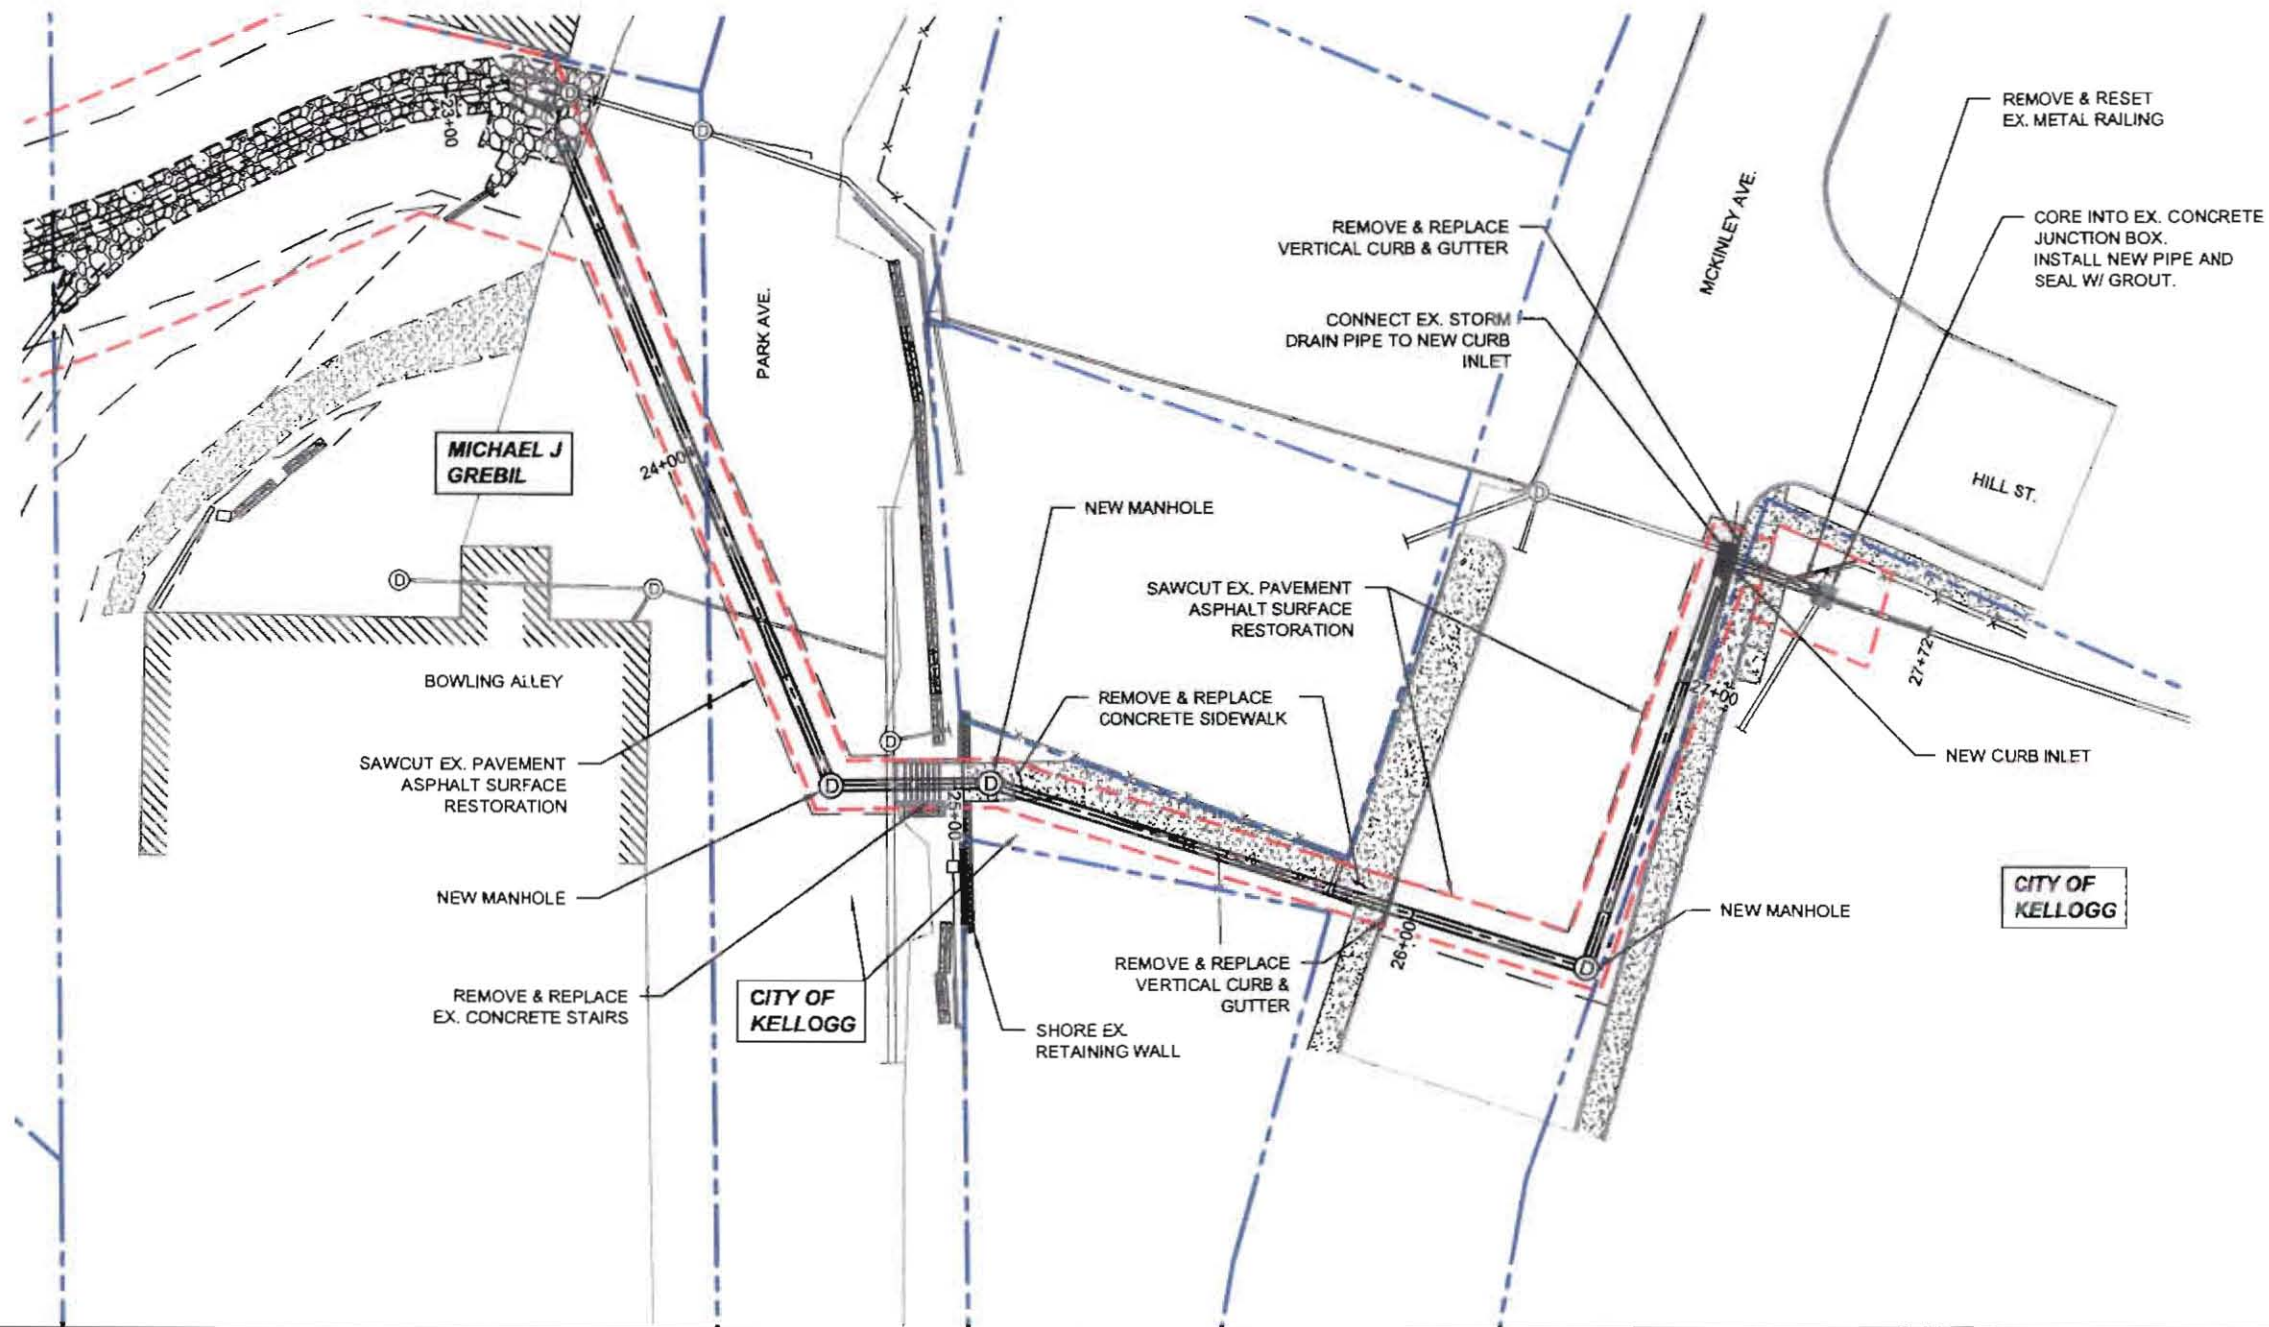 REMOVE & RESET
EX. METAL RAILING
23+00
MCKINLEY AVE.
CORE INTO EX. CONCRETE
JUNCTION BOX.
INSTALL NEW PIPE AND
SEAL W/ GROUT.
REMOVE & REPLACE
VERTICAL CURB & GUTTER
PARK AVE.
CONNECT EX. STORM
DRAIN PIPE TO NEW CURB
INLET
MICHAEL J
GREBIL
24+00
HILL ST.
NEW MANHOLE
SAWCUT EX. PAVEMENT
ASPHALT SURFACE
RESTORATION
BOWLING ALLEY
REMOVE & REPLACE
CONCRETE SIDEWALK
27+00
27+72
NEW CURB INLET
SAWCUT EX. PAVEMENT
ASPHALT SURFACE
RESTORATION
25+00
NEW MANHOLE
CITY OF
KELLOGG
NEW MANHOLE
26+00
REMOVE & REPLACE
VERTICAL CURB &
GUTTER
REMOVE & REPLACE
EX. CONCRETE STAIRS
CITY OF
KELLOGG
SHORE EX.
RETAINING WALL
D
D
D
D
D
D
D
D
D